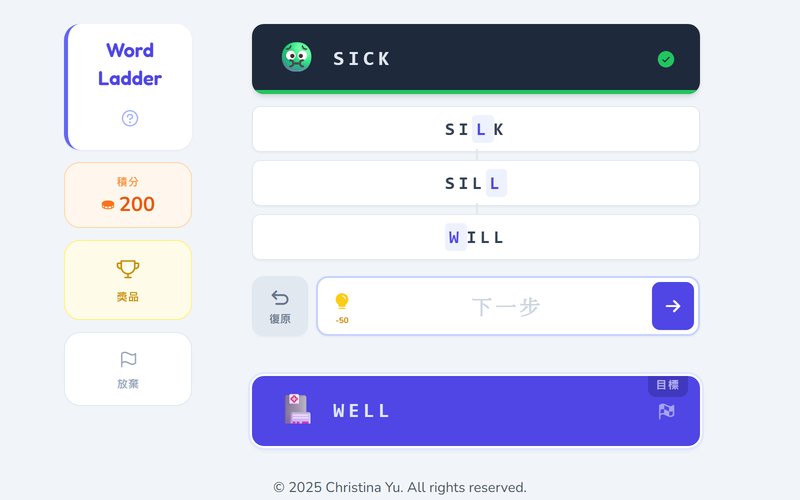 Word
Ladder
積分
200
獎品
放棄
SICK
SILK
SILL
WILL
復原
-50
下一步
目標
WELL
© 2025 Christina Yu. All rights reserved.